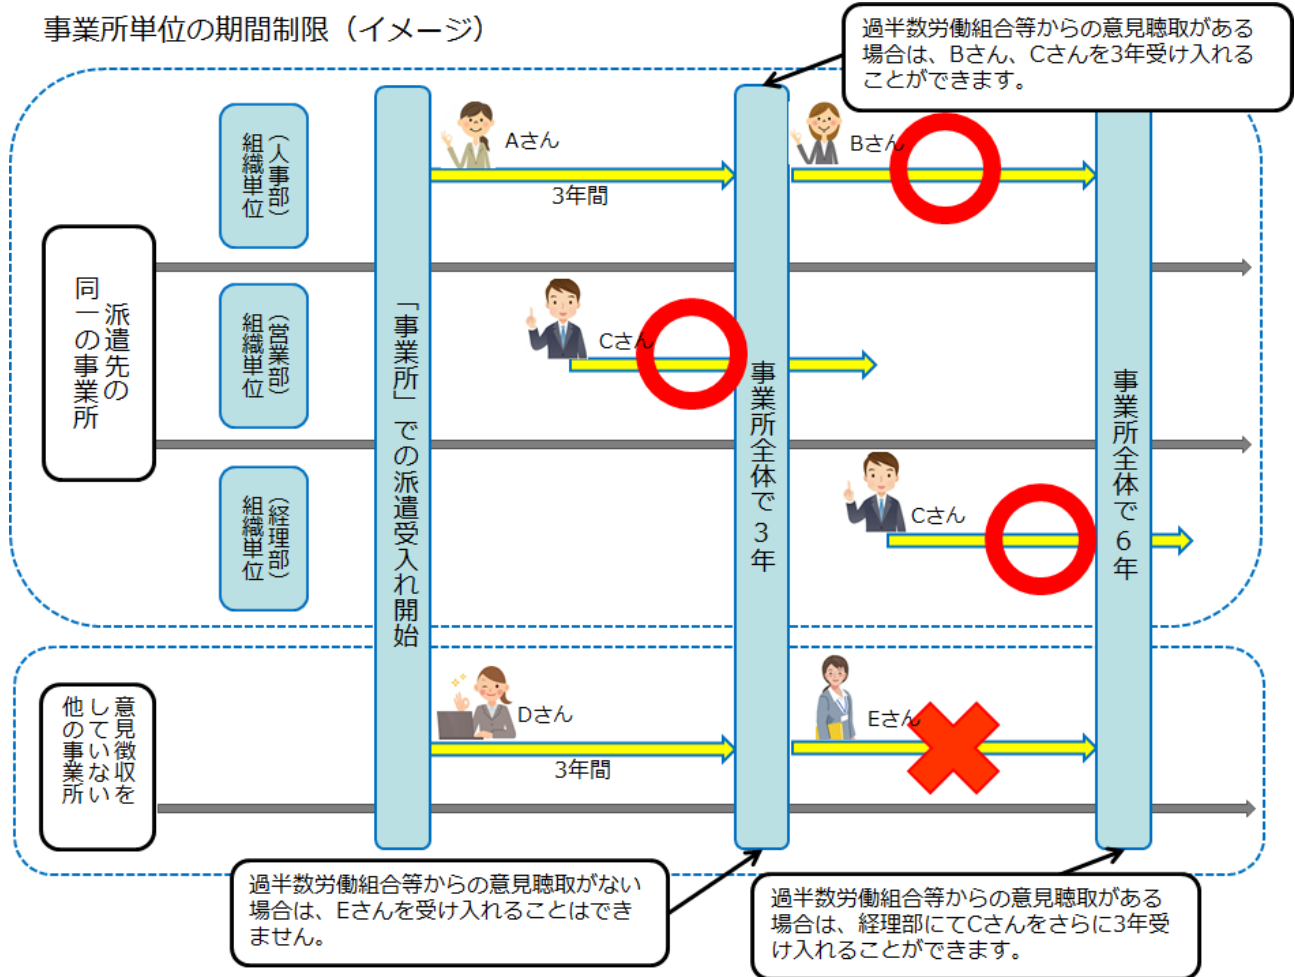 事業所単位の期間制限（イメージ）
過半数労働組合等からの意見聴取がある
場合は、Bさん、Cさんを3年受け入れる
ことができます。
（人事部）
組織単位
Aさん
3年間
Bさん
派遣先の
同一の事業所
（営業部）
組織単位
「事業所」での派遣受入れ開始
Cさん
事業所全体で3年
事業所全体で6年
（経理部）
組織単位
Cさん
意見徴収を
していない
他の事業所
Dさん
3年間
Eさん
過半数労働組合等からの意見聴取がない
場合は、Eさんを受け入れることはでき
ません。
過半数労働組合等からの意見聴取がある
場合は、経理部にてCさんをさらに3年受
け入れることができます。